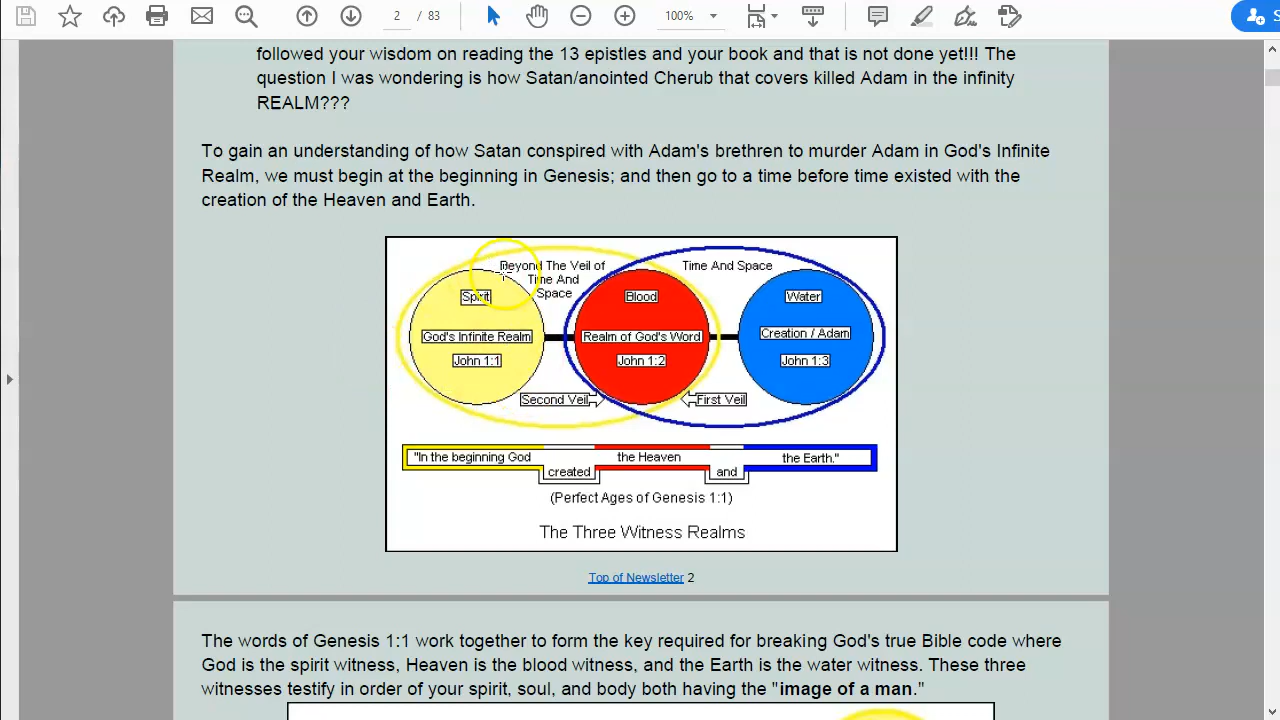 2 / 83
100%
S
followed your wisdom on reading the 13 epistles and your book and that is not done yet!!! The
question I was wondering is how Satan/anointed Cherub that covers killed Adam in the infinity
REALM???
To gain an understanding of how Satan conspired with Adam's brethren to murder Adam in God's Infinite
Realm, we must begin at the beginning in Genesis; and then go to a time before time existed with the
creation of the Heaven and Earth.
Beyond The Veil of
Time And
Space
Time And Space
Spirit
Blood
Water
God's Infinite Realm
Realm of God's Word
Creation / Adam
John 1:1
John 1:2
John 1:3
Second Veil
First Veil
"In the beginning God
created
the Heaven
and
the Earth."
(Perfect Ages of Genesis 1:1)
The Three Witness Realms
Top of Newsletter 2
The words of Genesis 1:1 work together to form the key required for breaking God's true Bible code where
God is the spirit witness, Heaven is the blood witness, and the Earth is the water witness. These three
witnesses testify in order of your spirit, soul, and body both having the "image of a man."